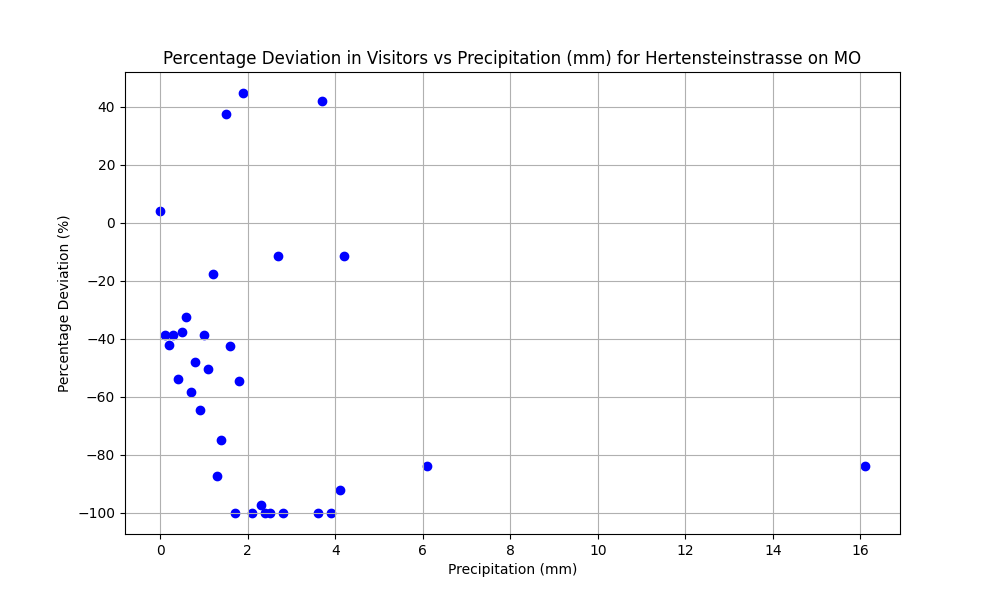 Percentage Deviation in Visitors vs Precipitation (mm) for Hertensteinstrasse on MO
Percentage Deviation (%)
40
20
0
−20
−40
−60
−80
−100
0 2 4 6 8 10 12 14 16
Precipitation (mm)